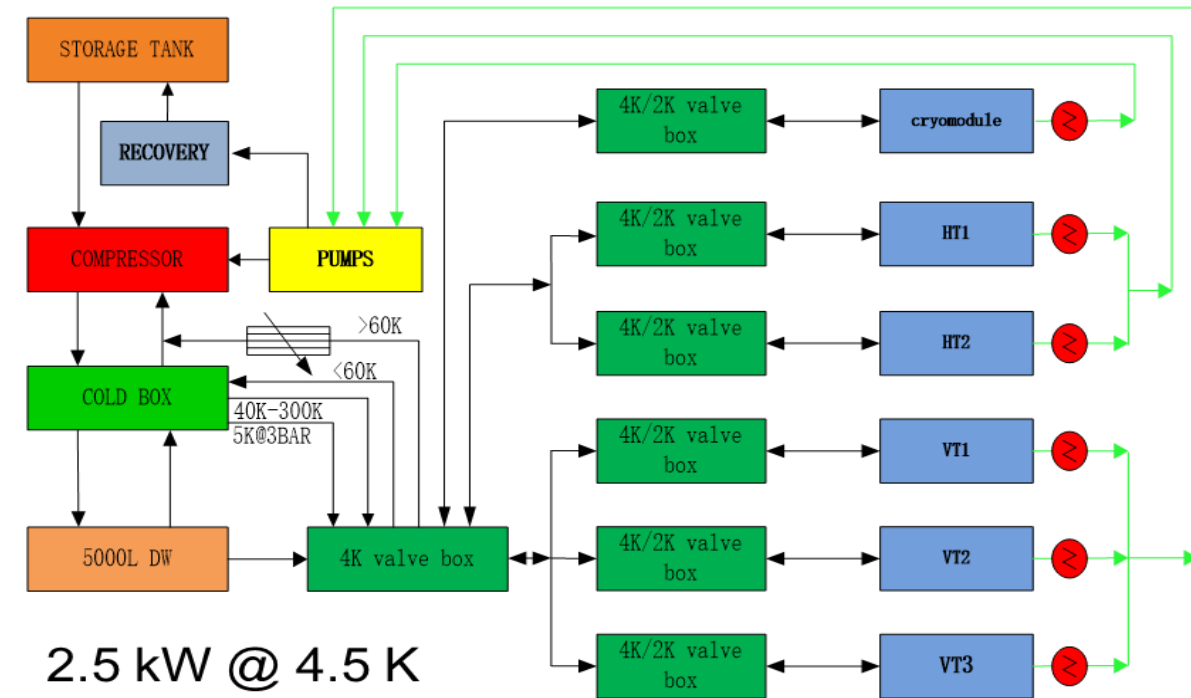 STORAGE TANK
RECOVERY
COMPRESSOR
PUMPS
>60K
<60K
COLD BOX
40K-300K
5K@3BAR
5000L DW
4K valve box
4K/2K valve
box
cryomodule
4K/2K valve
box
HT1
4K/2K valve
box
HT2
4K/2K valve
box
VT1
4K/2K valve
box
VT2
4K/2K valve
box
VT3
2.5 kW @ 4.5 K